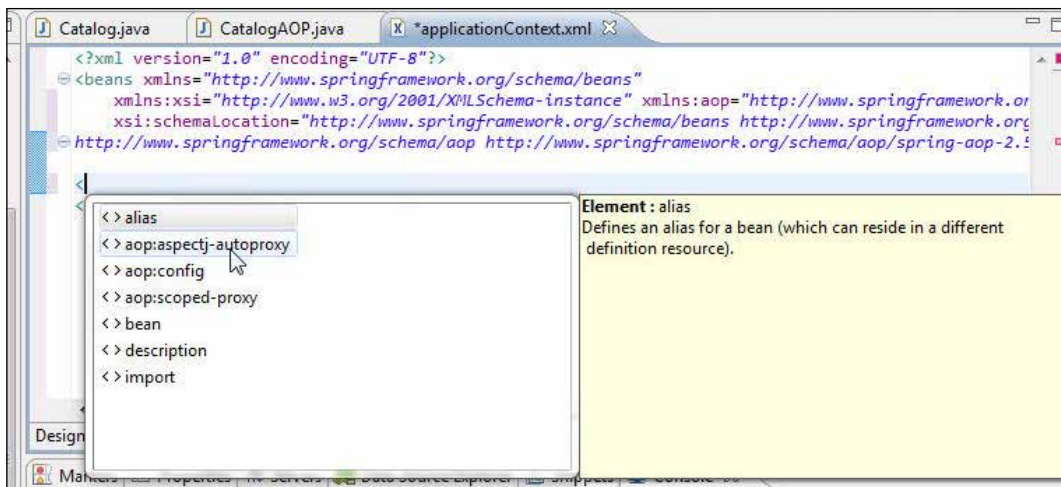 Catalog.java CatalogAOP.java *applicationContext.xml
<?xml version="1.0" encoding="UTF-8"?>
<beans xmlns="http://www.springframework.org/schema/beans"
xmlns:xsi="http://www.w3.org/2001/XMLSchema-instance" xmlns:aop="http://www.springframework.or
xsi:schemaLocation="http://www.springframework.org/schema/beans http://www.springframework.org
http://www.springframework.org/schema/aop http://www.springframework.org/schema/aop/spring-aop-2.5
<
<
<> alias
<> aop:aspectj-autoproxy
<> aop:config
<> aop:scoped-proxy
<> bean
<> description
<> import
Element : alias
Defines an alias for a bean (which can reside in a different
definition resource).
Design
Markers Properties Servers Data Source Explorer Snippets Console